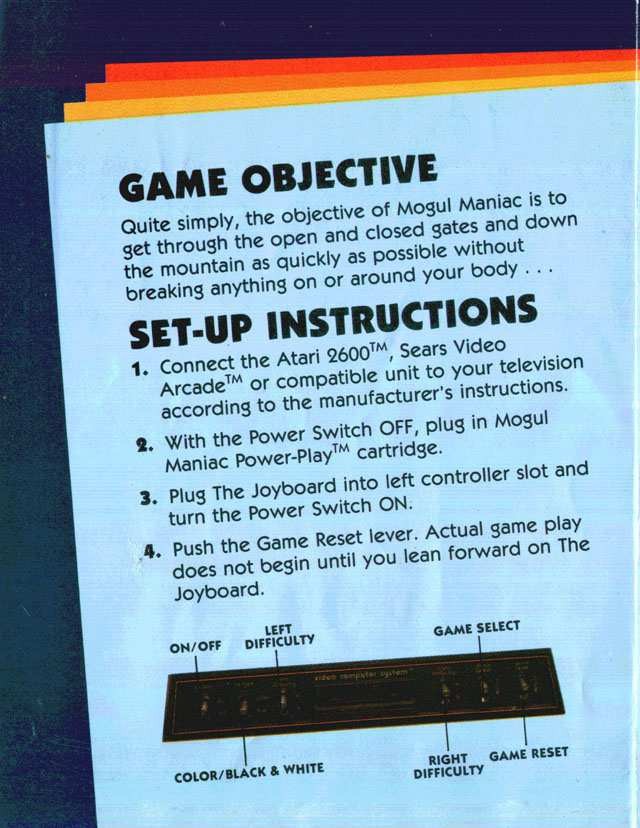 GAME OBJECTIVE
Quite simply, the objective of Mogul Maniac is to
get through the open and closed gates and down
the mountain as quickly as possible without
breaking anything on or around your body . . .
SET-UP INSTRUCTIONS
1. Connect the Atari 2600™, Sears Video
Arcade™ or compatible unit to your television
according to the manufacturer's instructions.
2. With the Power Switch OFF, plug in Mogul
Maniac Power-Play™ cartridge.
3. Plug The Joyboard into left controller slot and
turn the Power Switch ON.
4. Push the Game Reset lever. Actual game play
does not begin until you lean forward on The
Joyboard.
ON/OFF
LEFT
DIFFICULTY
GAME SELECT
video computer system
COLOR/BLACK & WHITE
RIGHT
DIFFICULTY
GAME RESET